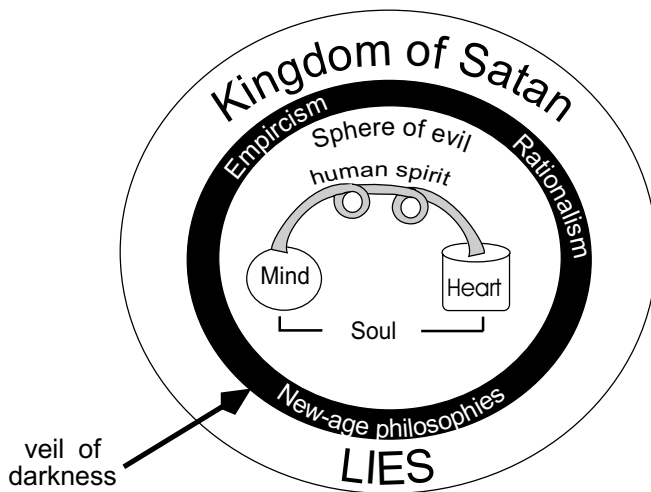 Kingdom of Satan
Empircism
Rationalism
Sphere of evil
human spirit
Mind
Heart
Soul
New-age philosophies
LIES
veil of
darkness